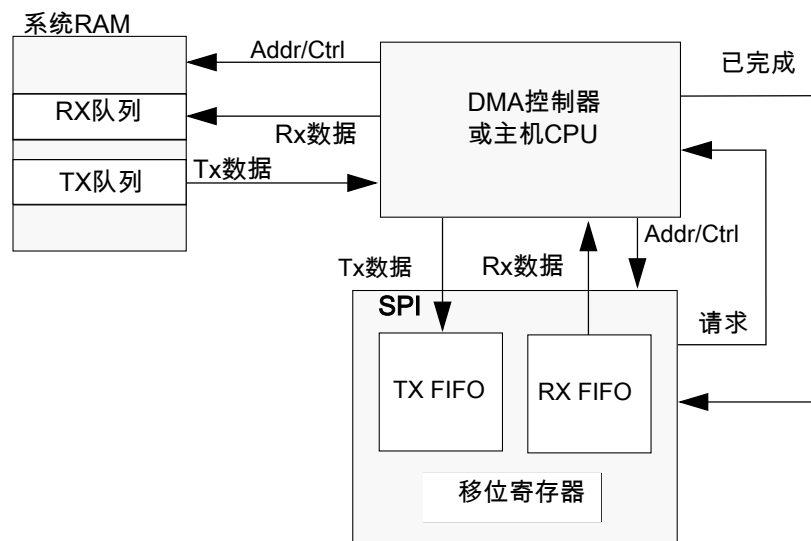 系统RAM
Addr/Ctrl
已完成
RX队列
DMA控制器
或主机CPU
Rx数据
TX队列
Tx数据
Addr/Ctrl
Tx数据
Rx数据
SPI
请求
TX FIFO
RX FIFO
移位寄存器